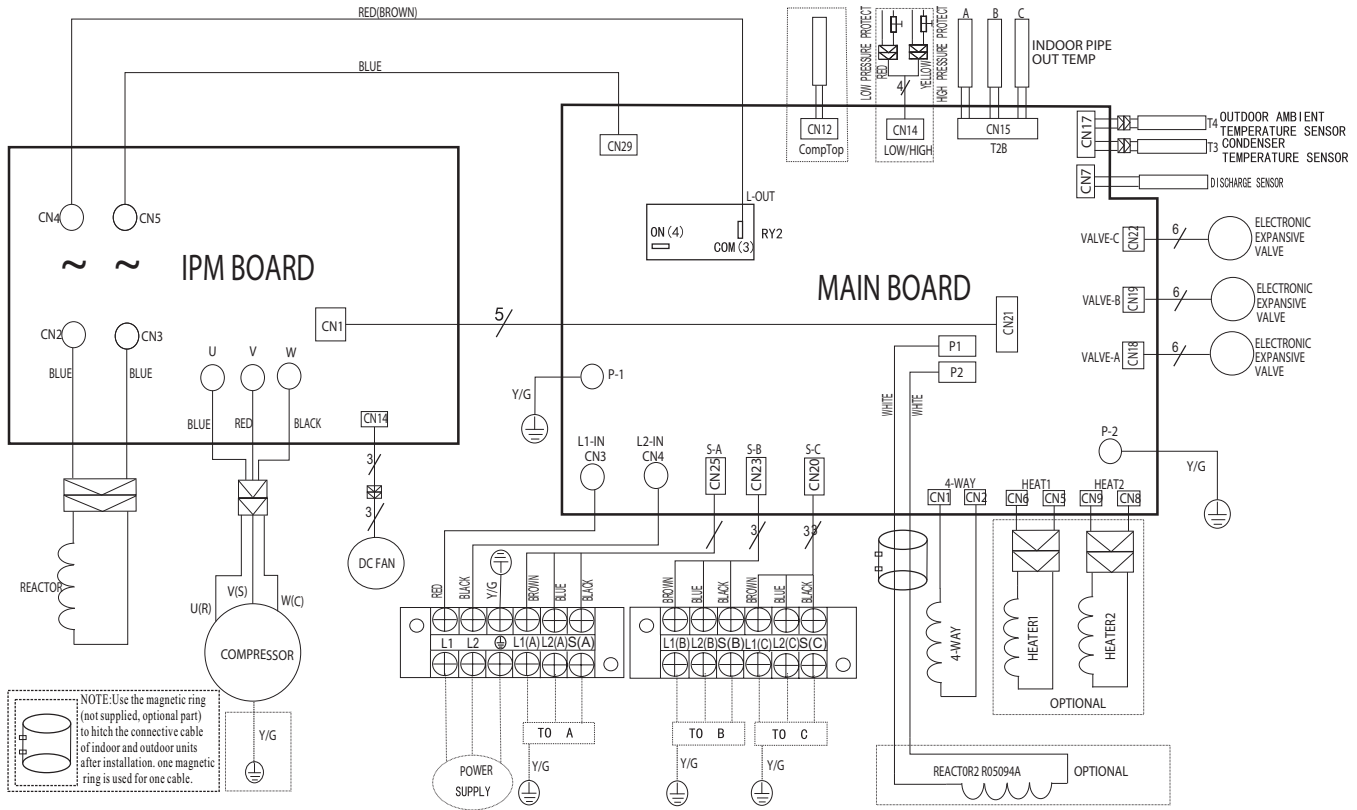 RED(BROWN)
BLUE
LOW PRESSURE PROTECT
RED
4
YELLOW
HIGH PRESSURE PROTECT
A B C
INDOOR PIPE
OUT TEMP
CN12
CompTop
CN14
LOW/HIGH
CN15
T2B
CN17
T4 OUTDOOR AMBIENT
TEMPERATURE SENSOR
T3 CONDENSER
TEMPERATURE SENSOR
CN7
DISCHARGE SENSOR
CN29
L-OUT
ON(4)
COM(3)
RY2
CN4
CN5
~ ~
IPM BOARD
MAIN BOARD
VALVE-C
CN22
6
ELECTRONIC
EXPANSIVE
VALVE
VALVE-B
CN19
6
ELECTRONIC
EXPANSIVE
VALVE
VALVE-A
CN18
6
ELECTRONIC
EXPANSIVE
VALVE
CN2
CN3
CN1
5
CN21
P1
P2
BLUE
BLUE
U V W
BLUE
RED
BLACK
CN14
3
3
DC FAN
Y/G
P-1
WHITE
WHITE
P-2
Y/G
L1-IN
CN3
L2-IN
CN4
S-A
CN25
S-B
CN23
S-C
CN20
3
3
33
4-WAY
CN1
CN2
HEAT1
CN6
CN5
HEAT2
CN9
CN8
REACTOR
U(R)
V(S)
W(C)
COMPRESSOR
Y/G
RED
BLACK
Y/G
BROWN
BLUE
BLACK
L1 L2 L1(A) L2(A) S(A)
BROWN
BLUE
BLACK
BROWN
BLUE
BLACK
L1(B) L2(B) S(B) L1(C) L2(C) S(C)
4-WAY
HEATER1
HEATER2
OPTIONAL
POWER
SUPPLY
TO A
Y/G
TO B
Y/G
TO C
Y/G
REACTOR2 R05094A
OPTIONAL
NOTE:Use the magnetic ring
(not supplied, optional part)
to hitch the connective cable
of indoor and outdoor units
after installation. one magnetic
ring is used for one cable.